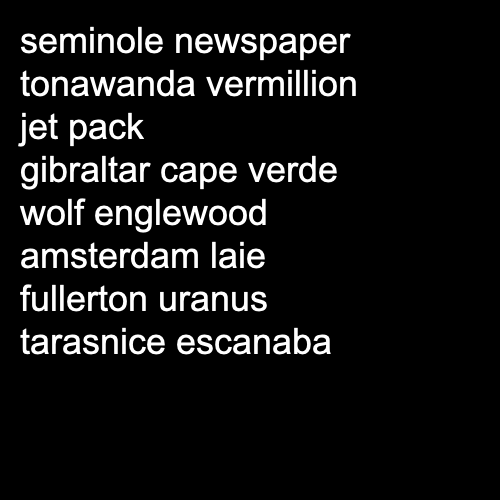 seminole newspaper
tonawanda vermillion
jet pack
gibraltar cape verde
wolf englewood
amsterdam laie
fullerton uranus
tarasnice escanaba